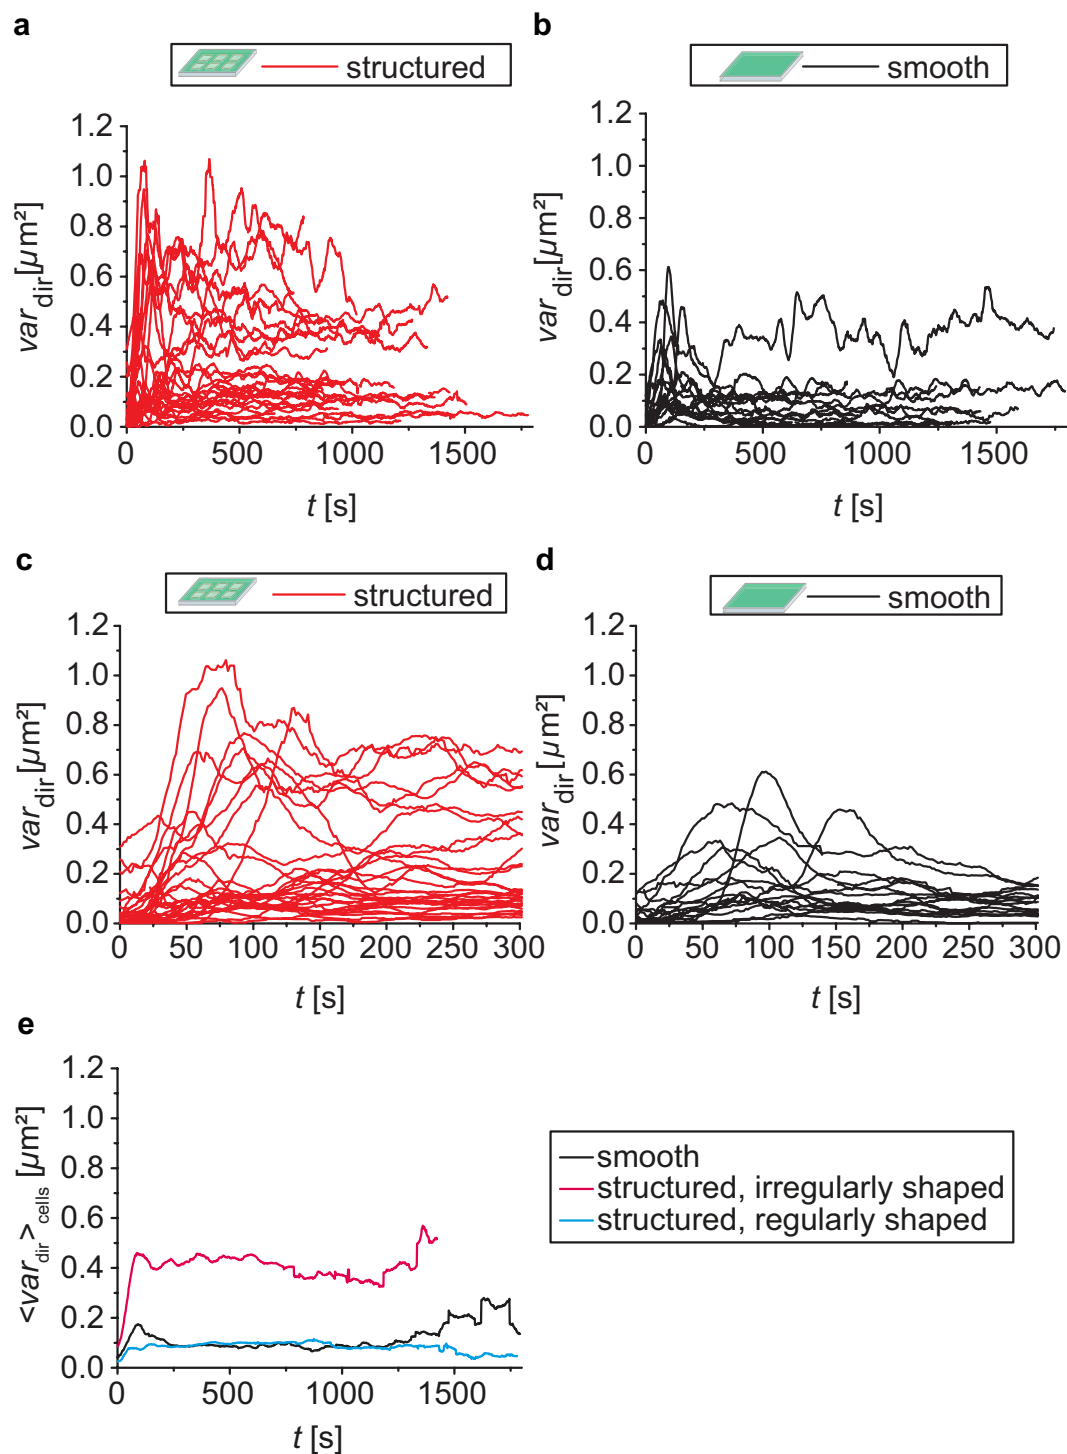 a
structured
1.2
1.0
0.8
0.6
0.4
0.2
0.0
var_dir[µm²]
0 500 1000 1500
t [s]
b
smooth
1.2
1.0
0.8
0.6
0.4
0.2
0.0
var_dir[µm²]
0 500 1000 1500
t [s]
c
structured
1.2
1.0
0.8
0.6
0.4
0.2
0.0
var_dir[µm²]
0 50 100 150 200 250 300
t [s]
d
smooth
1.2
1.0
0.8
0.6
0.4
0.2
0.0
var_dir[µm²]
0 50 100 150 200 250 300
t [s]
e
1.2
1.0
0.8
0.6
0.4
0.2
0.0
<var_dir>_cells [µm²]
0 500 1000 1500
t [s]
smooth
structured, irregularly shaped
structured, regularly shaped